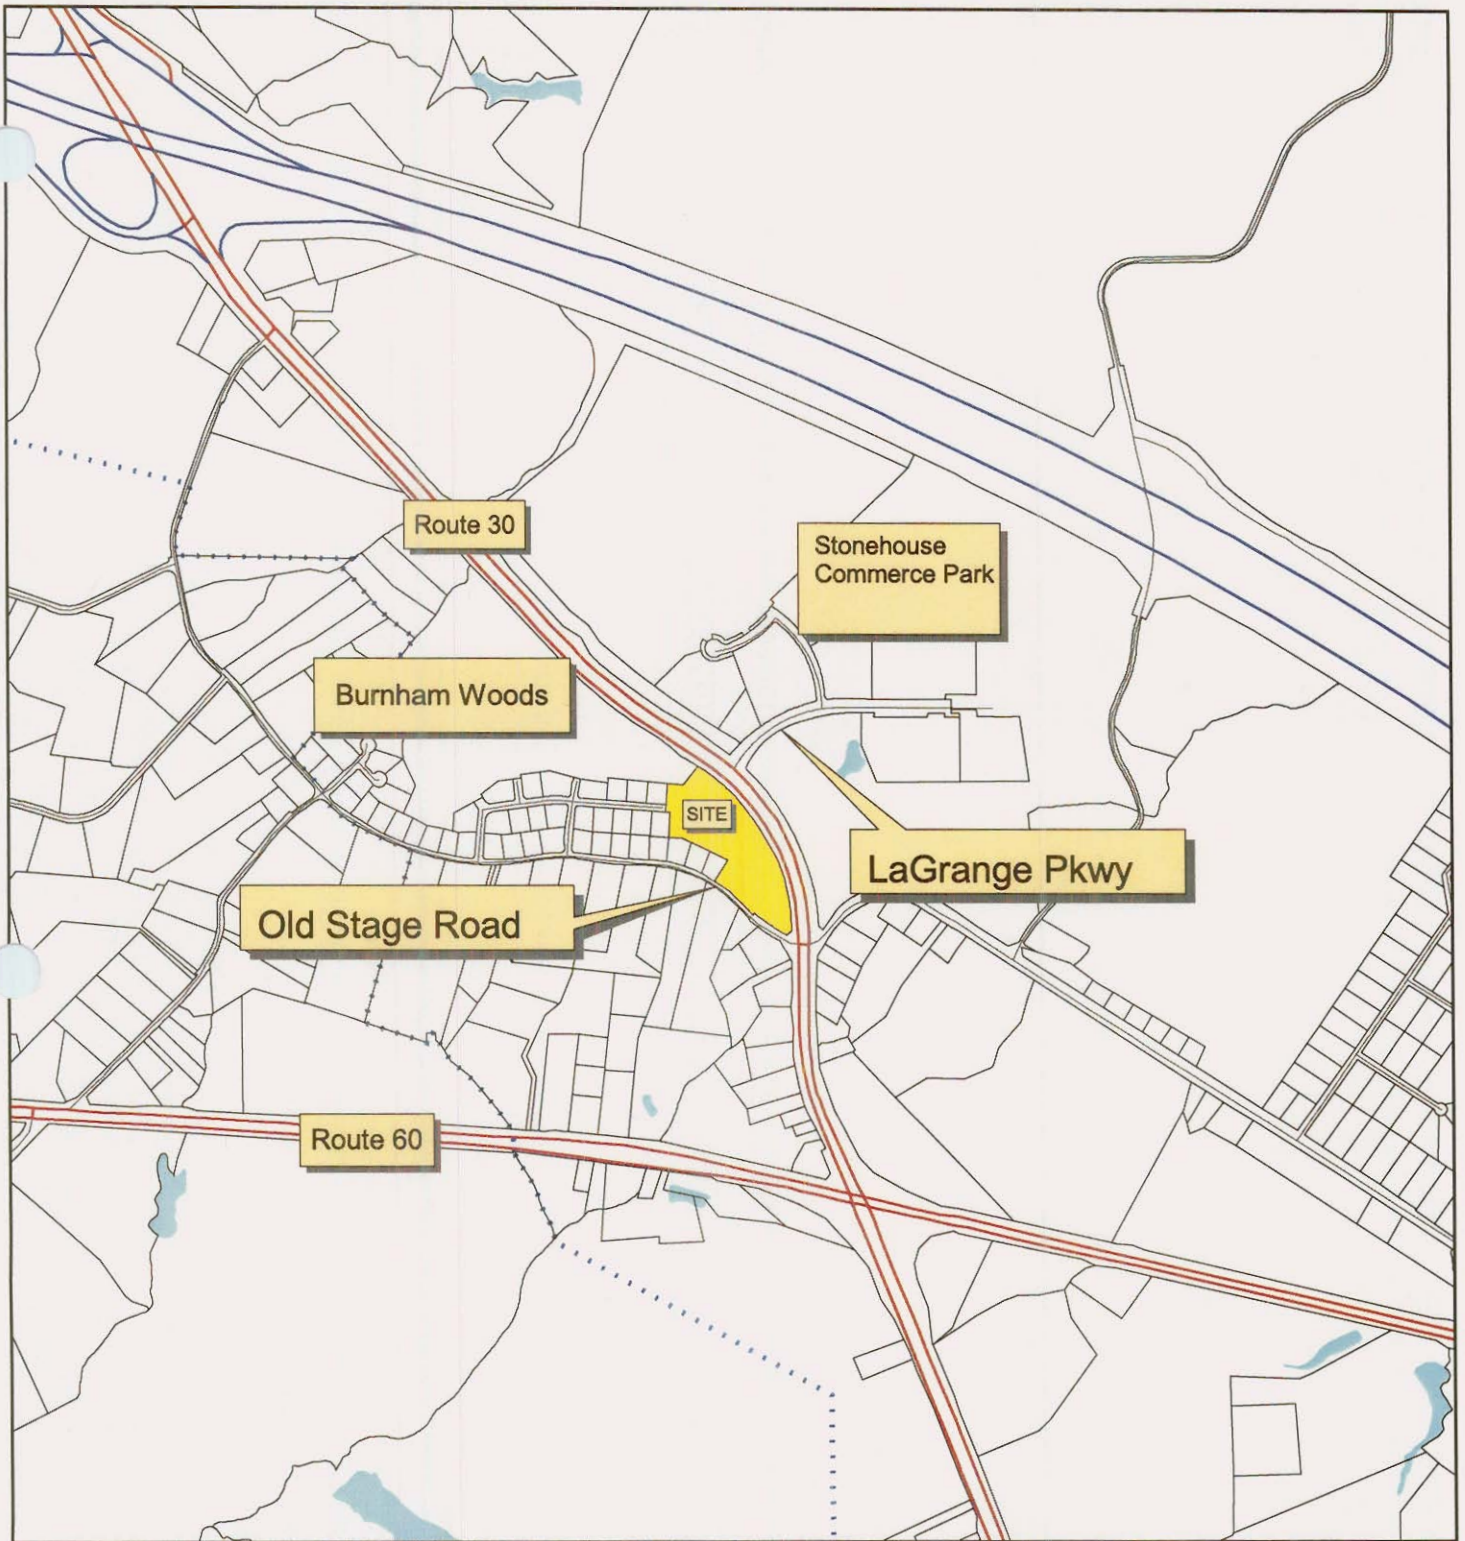 Route 30
Stonehouse
Commerce Park
Burnham Woods
SITE
LaGrange Pkwy
Old Stage Road
Route 60